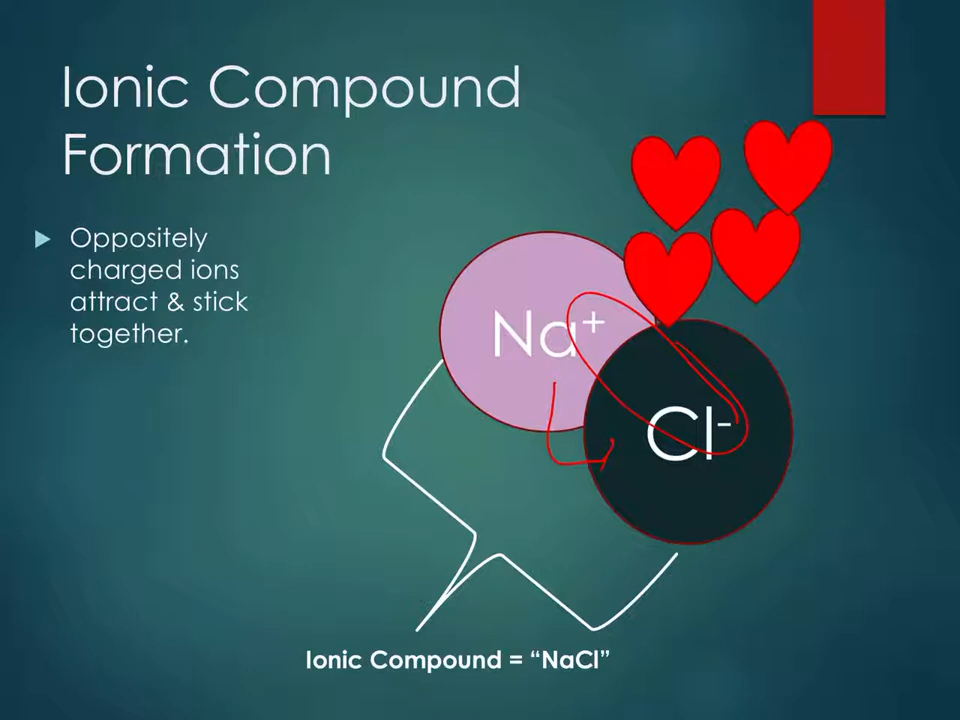 Ionic Compound
Formation
Oppositely
charged ions
attract & stick
together.
Na⁺
Cl⁻
Ionic Compound = “NaCl”